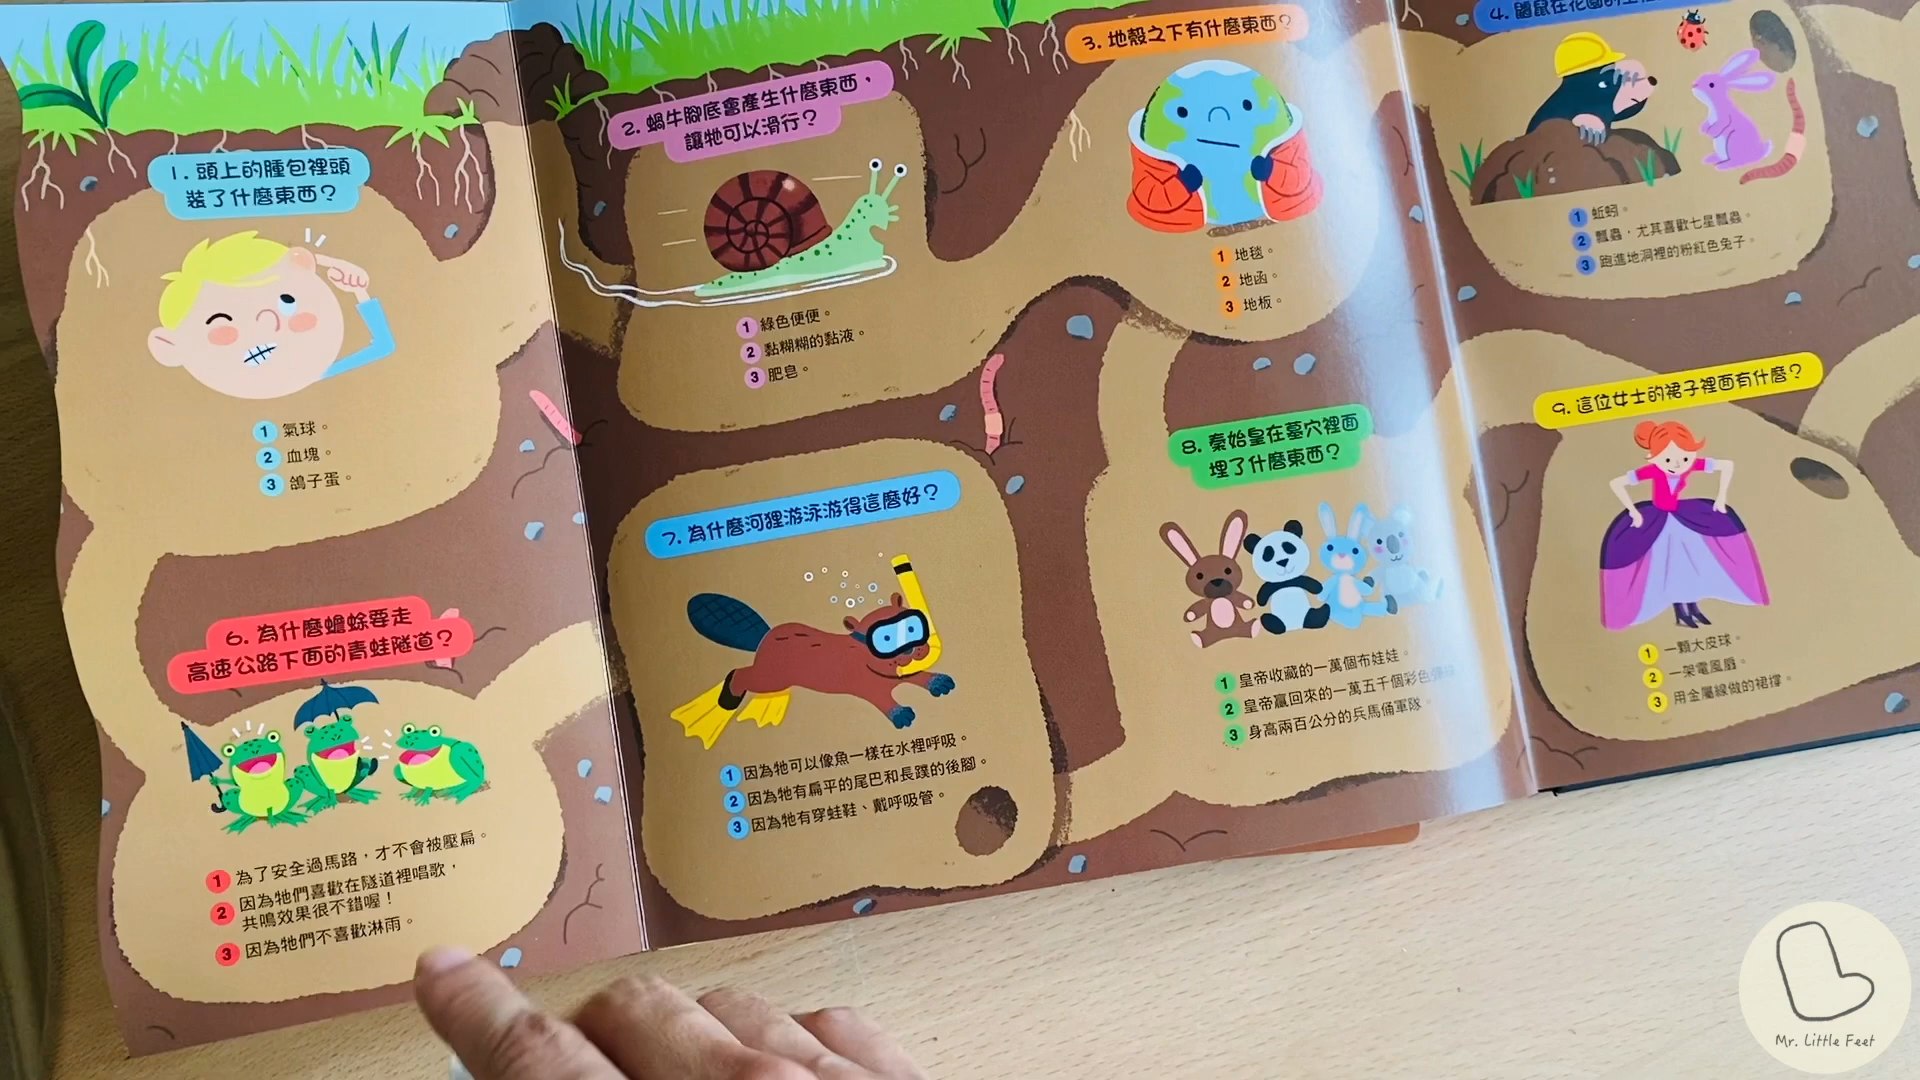 1. 頭上的腫包裡頭
裝了什麼東西？
1 氣球。
2 血塊。
3 鴿子蛋。
2. 蝸牛腳底會產生什麼東西，
讓牠可以滑行？
1 綠色便便。
2 黏糊糊的黏液。
3 肥皂。
3. 地殼之下有什麼東西？
1 地毯。
2 地函。
3 地板。
4. 鼴鼠在花園的
1 蚯蚓。
2 瓢蟲，尤其喜歡七星瓢蟲。
3 跑進地洞裡的粉紅色兔子。
6. 為什麼蟾蜍要走
高速公路下面的青蛙隧道？
1 為了安全過馬路，才不會被壓扁。
2 因為牠們喜歡在隧道裡唱歌，
共鳴效果很不錯喔！
3 因為牠們不喜歡淋雨。
7. 為什麼河狸游泳游得這麼好？
1 因為牠可以像魚一樣在水裡呼吸。
2 因為牠有扁平的尾巴和長蹼的後腳。
3 因為牠有穿蛙鞋、戴呼吸管。
8. 秦始皇在墓穴裡面
埋了什麼東西？
1 皇帝收藏的一萬個布娃娃。
2 皇帝贏回來的一萬五千個彩色
3 身高兩百公分的兵馬俑軍隊。
9. 這位女士的裙子裡面有什麼？
1 一顆大皮球。
2 一架電風扇。
3 用金屬線做的裙撐。
Mr. Little Feet